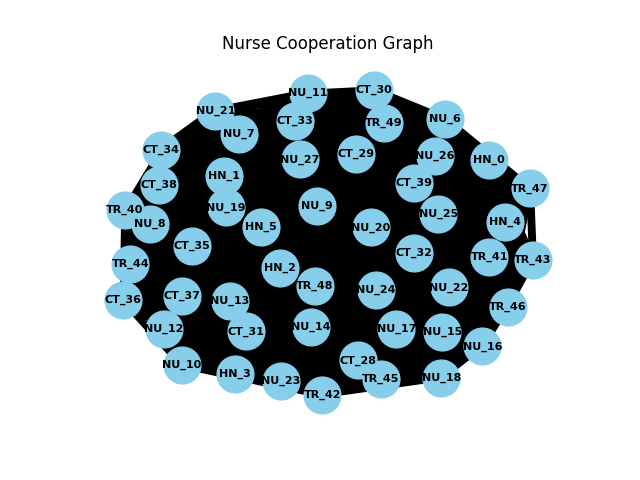 Nurse Cooperation Graph
CT_30
NU_11
NU_21
NU_6
CT_33
TR_49
NU_7
CT_34
CT_29
NU_26
NU_27
HN_0
HN_1
CT_39
CT_38
TR_47
NU_9
NU_19
TR_40
NU_25
HN_4
NU_8
HN_5
NU_20
CT_35
CT_32
TR_41
TR_43
TR_44
HN_2
TR_48
NU_22
NU_24
CT_37
CT_36
NU_13
TR_46
NU_14
NU_12
NU_17
CT_31
NU_15
NU_16
CT_28
NU_10
HN_3
NU_18
TR_45
NU_23
TR_42